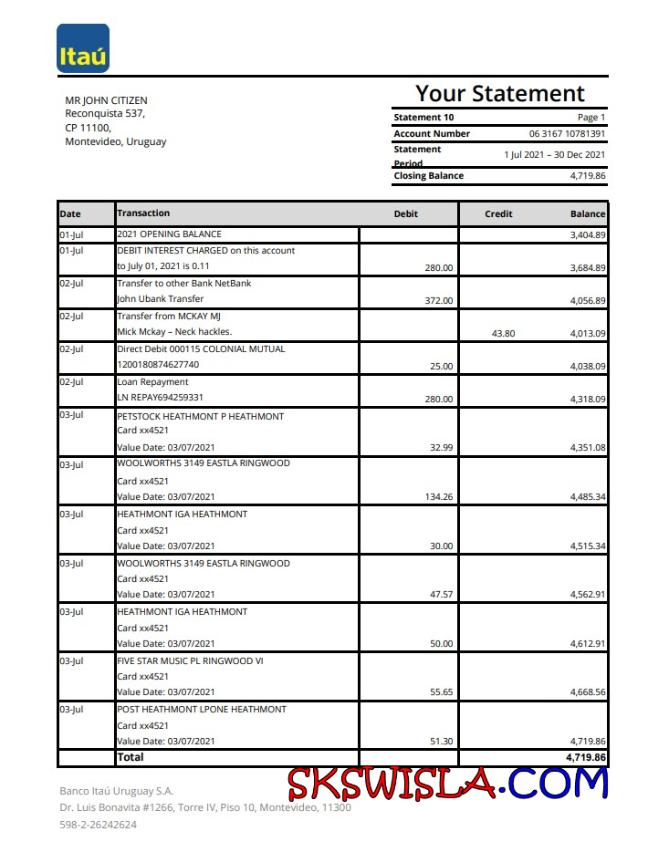 Itaú
Your Statement
MR JOHN CITIZEN
Reconquista 537,
CP 11100,
Montevideo, Uruguay
Statement 10 Page 1
Account Number 06 3167 10781391
Statement Period 1 Jul 2021 – 30 Dec 2021
Closing Balance 4,719.86
Date Transaction Debit Credit Balance
01-Jul 2021 OPENING BALANCE 3,404.89
01-Jul DEBIT INTEREST CHARGED on this account
to July 01, 2021 is 0.11 280.00 3,684.89
02-Jul Transfer to other Bank NetBank
John Ubank Transfer 372.00 4,056.89
02-Jul Transfer from MCKAY MJ
Mick Mckay – Neck hackles. 43.80 4,013.09
02-Jul Direct Debit 000115 COLONIAL MUTUAL
1200180874627740 25.00 4,038.09
02-Jul Loan Repayment
LN REPAY694259331 280.00 4,318.09
03-Jul PETSTOCK HEATHMONT P HEATHMONT
Card xx4521
Value Date: 03/07/2021 32.99 4,351.08
03-Jul WOOLWORTHS 3149 EASTLA RINGWOOD
Card xx4521
Value Date: 03/07/2021 134.26 4,485.34
03-Jul HEATHMONT IGA HEATHMONT
Card xx4521
Value Date: 03/07/2021 30.00 4,515.34
03-Jul WOOLWORTHS 3149 EASTLA RINGWOOD
Card xx4521
Value Date: 03/07/2021 47.57 4,562.91
03-Jul HEATHMONT IGA HEATHMONT
Card xx4521
Value Date: 03/07/2021 50.00 4,612.91
03-Jul FIVE STAR MUSIC PL RINGWOOD VI
Card xx4521
Value Date: 03/07/2021 55.65 4,668.56
03-Jul POST HEATHMONT LPONE HEATHMONT
Card xx4521
Value Date: 03/07/2021 51.30 4,719.86
Total 4,719.86
SKSWISLA.COM
Banco Itaú Uruguay S.A.
Dr. Luis Bonavita #1266, Torre IV, Piso 10, Montevideo, 11300
598-2-26242624